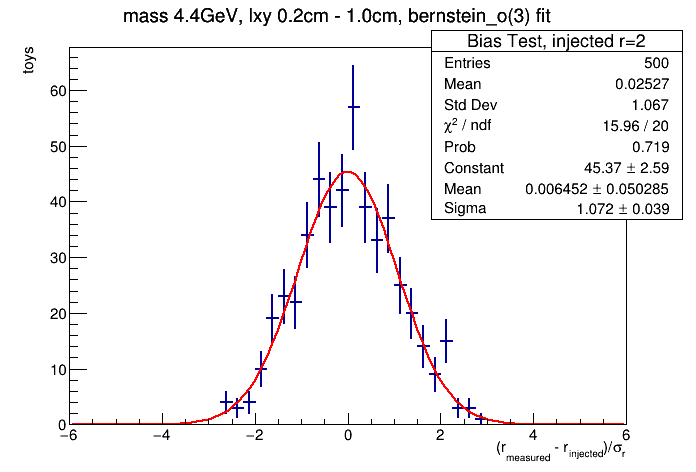 mass 4.4GeV, lxy 0.2cm - 1.0cm, bernstein_o(3) fit
toys
Bias Test, injected r=2
Entries 500
Mean 0.02527
Std Dev 1.067
χ² / ndf 15.96 / 20
Prob 0.719
Constant 45.37 ± 2.59
Mean 0.006452 ± 0.050285
Sigma 1.072 ± 0.039
60
50
40
30
20
10
0
−6 −4 −2 0 2 4 6
(r_measured - r_injected)/σ_r